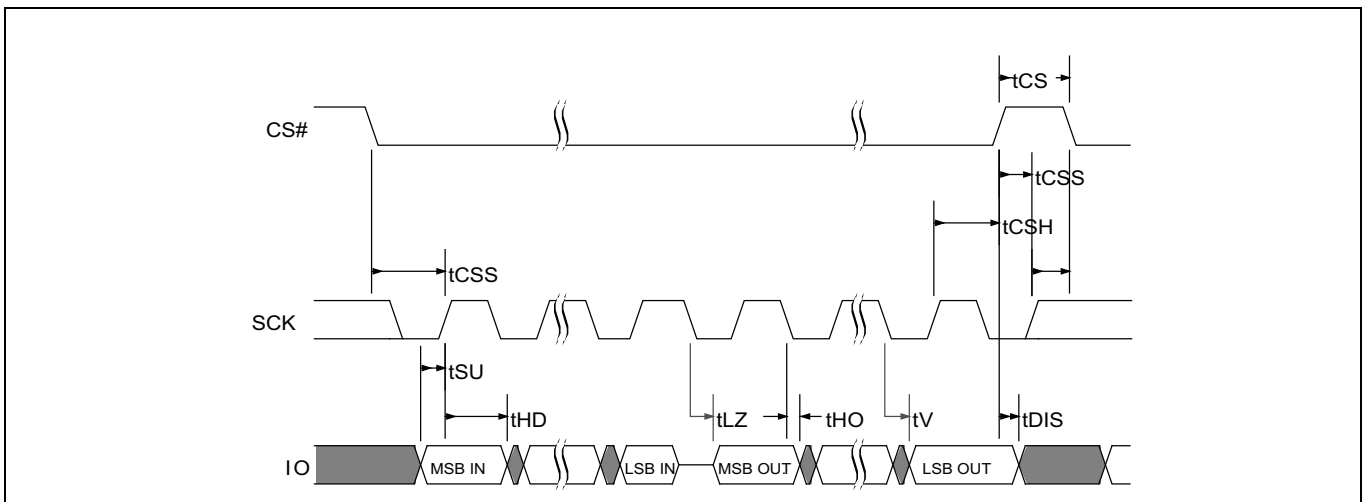 tCS
CS#
tCSS
tCSH
tCSS
SCK
tSU
tHD
tLZ
tHO
tV
tDIS
IO
MSB IN
LSB IN
MSB OUT
LSB OUT